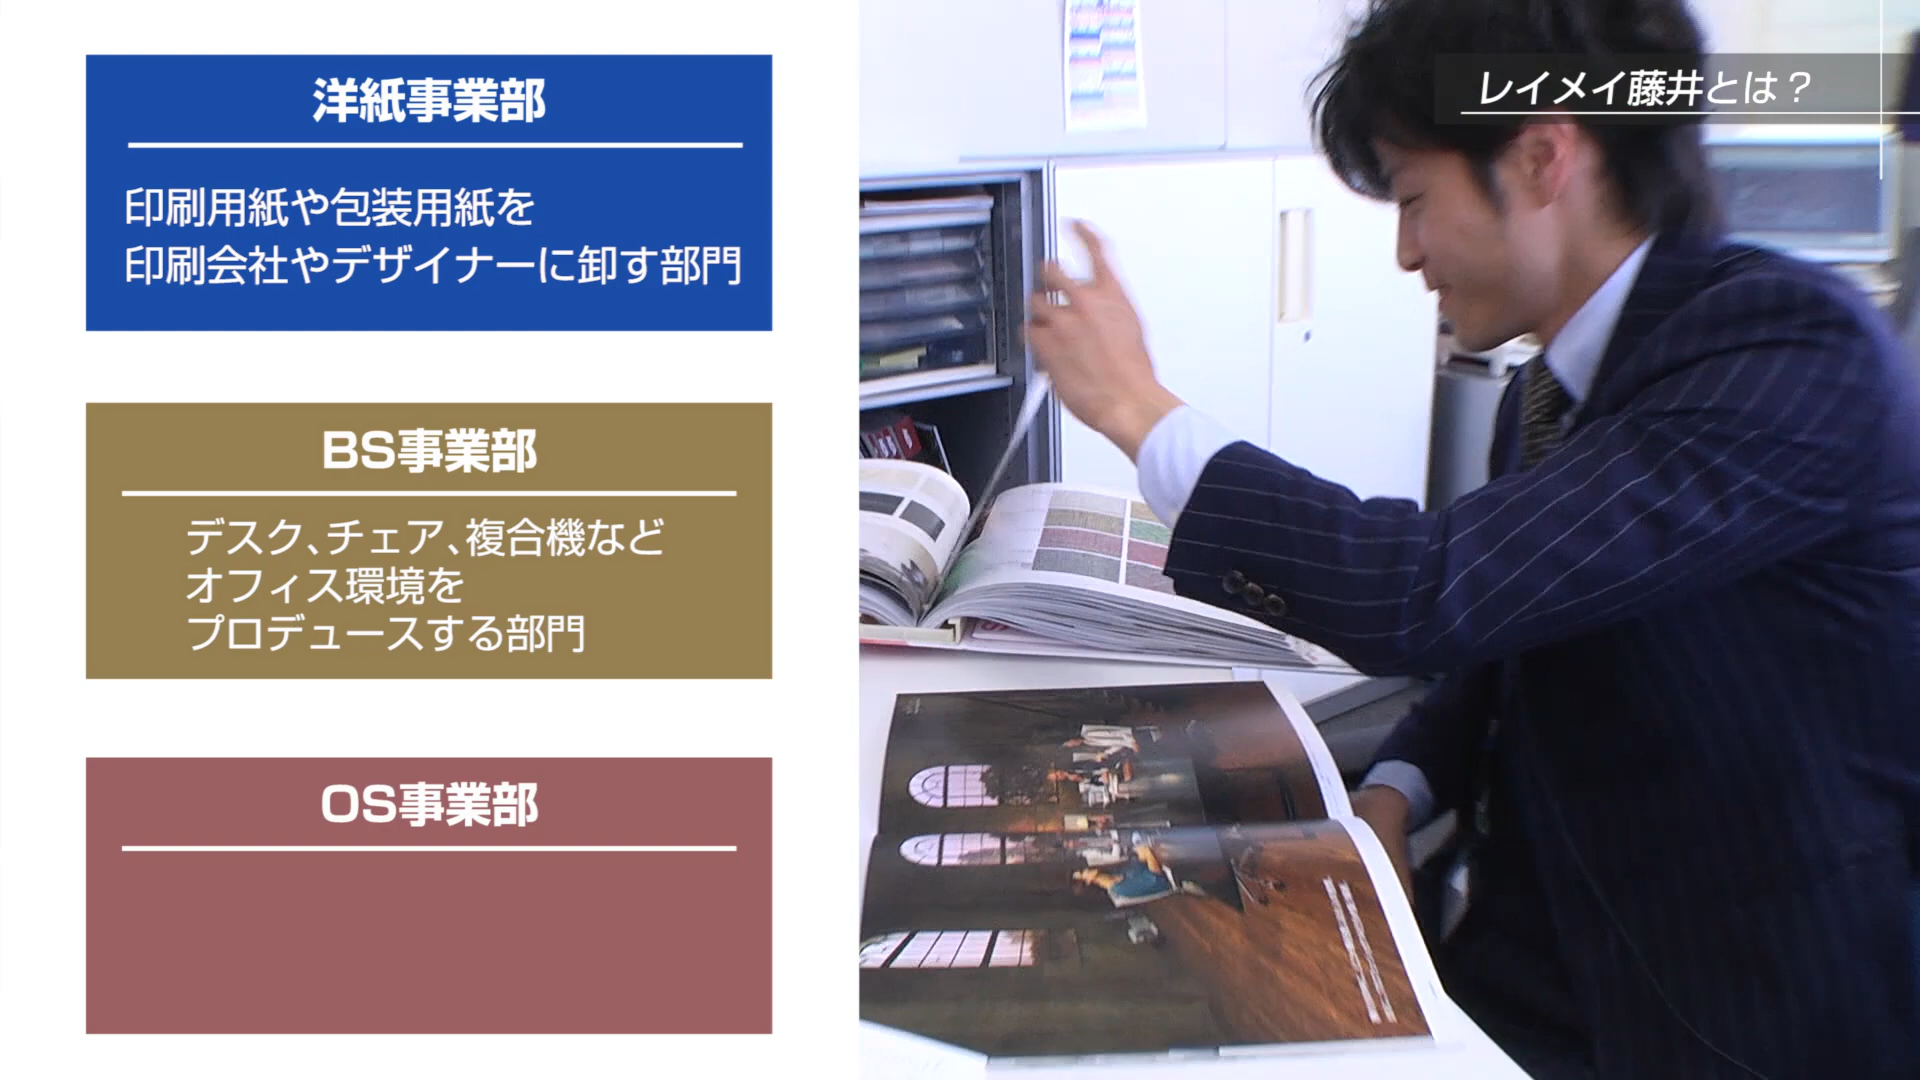 洋紙事業部
印刷用紙や包装用紙を
印刷会社やデザイナーに卸す部門
BS事業部
デスク、チェア、複合機など
オフィス環境を
プロデュースする部門
OS事業部
レイメイ藤井とは？